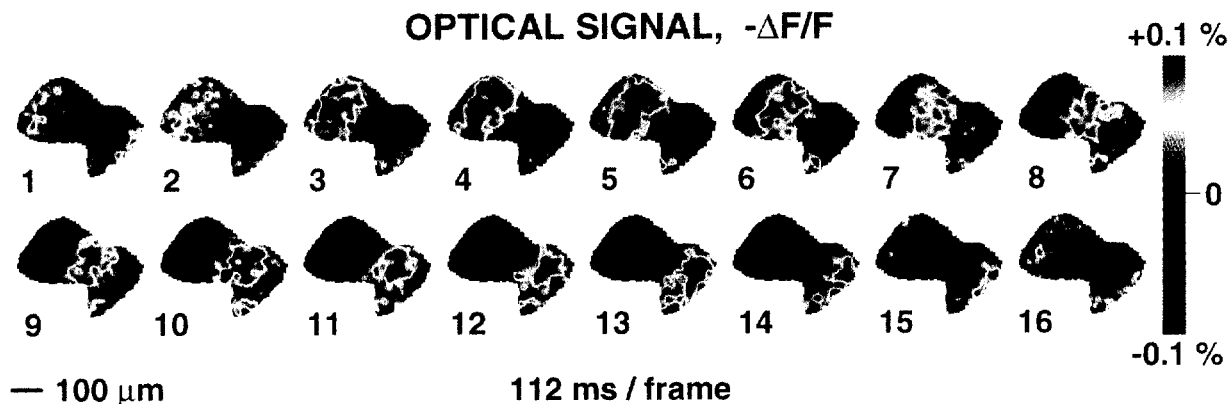 OPTICAL SIGNAL, -ΔF/F
+0.1 %
1 2 3 4 5 6 7 8
0
9 10 11 12 13 14 15 16
-0.1 %
100 μm
112 ms / frame